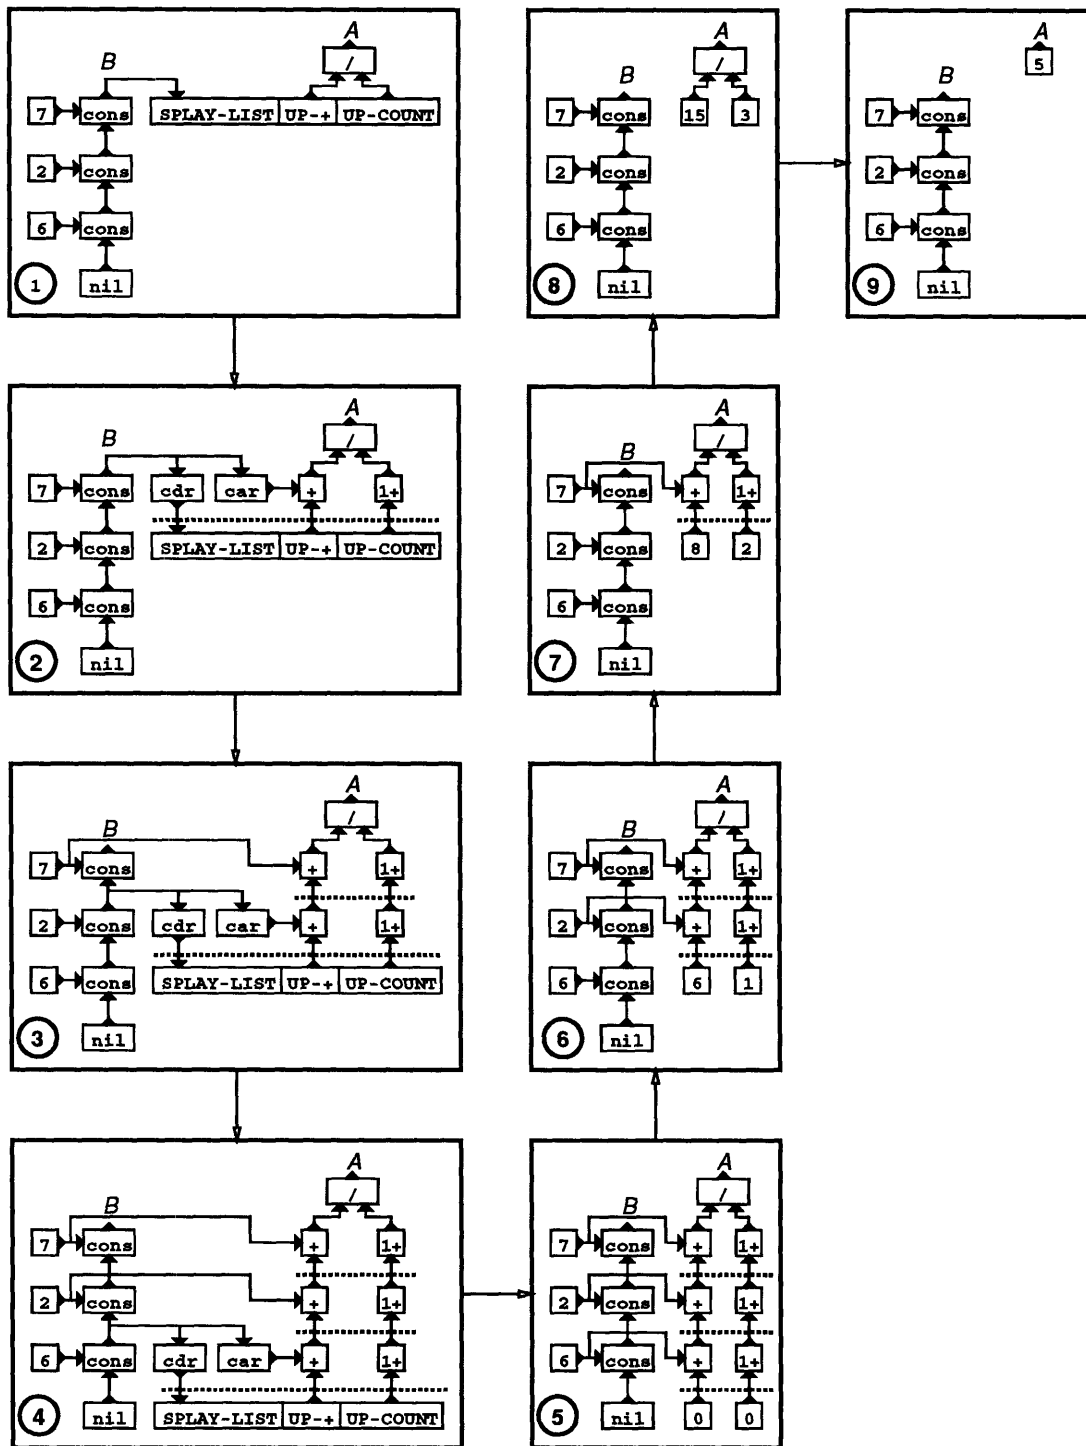 A
B /
7 cons SPLAY-LIST UP-+ UP-COUNT
2 cons
6 cons
1 nil
A
B /
7 cons cdr car + 1+
2 cons SPLAY-LIST UP-+ UP-COUNT
6 cons
2 nil
A
B /
7 cons + 1+
2 cons cdr car + 1+
6 cons SPLAY-LIST UP-+ UP-COUNT
3 nil
A
B /
7 cons + 1+
2 cons + 1+
6 cons cdr car + 1+
4 nil SPLAY-LIST UP-+ UP-COUNT
A
B /
7 cons + 1+
2 cons + 1+
6 cons + 1+
5 nil 0 0
A
B /
7 cons + 1+
2 cons + 1+
6 cons 6 1
6 nil
A
B /
7 cons + 1+
2 cons 8 2
6 cons
7 nil
A
B /
7 cons 15 3
2 cons
6 cons
8 nil
A
B 5
7 cons
2 cons
6 cons
9 nil